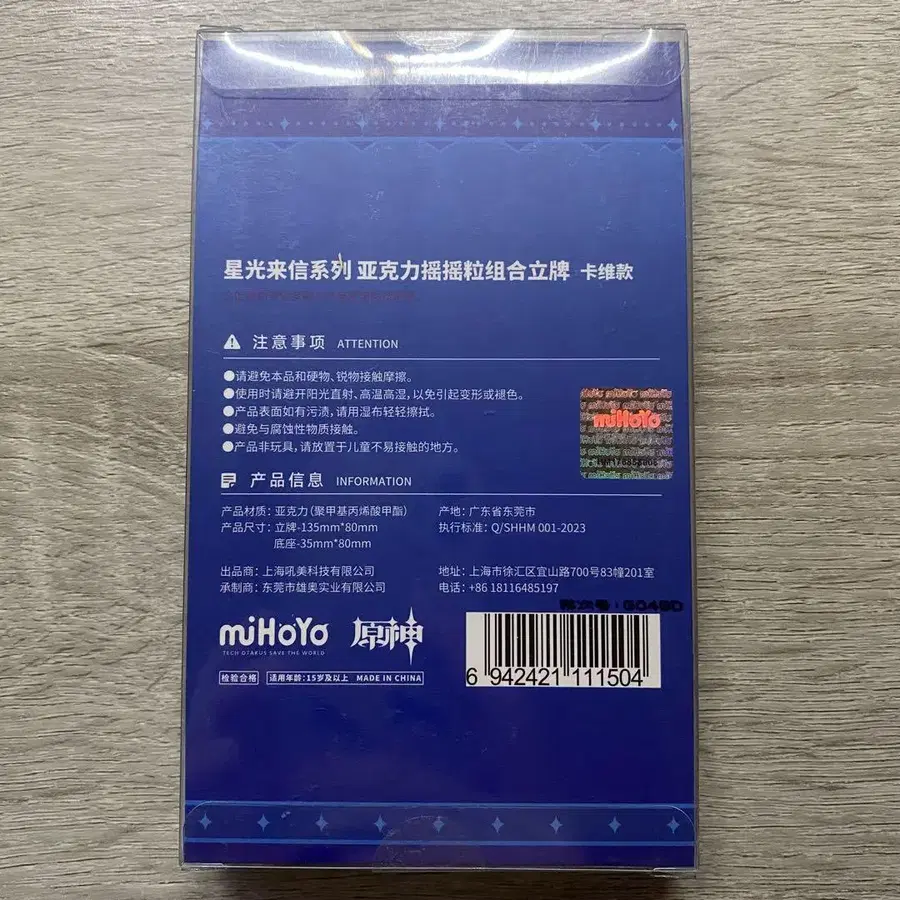 星光来信系列 亚克力摇摇粒组合立牌 卡维款
注意事项 ATTENTION
●请避免本品和硬物、锐物接触摩擦。
●使用时请避开阳光直射、高温高湿,以免引起变形或褪色。
●产品表面如有污渍,请用湿布轻轻擦拭。
●避免与腐蚀性物质接触。
●产品非玩具,请放置于儿童不易接触的地方。
miHoYo
产品信息 INFORMATION
产品材质: 亚克力(聚甲基丙烯酸甲酯)
产品尺寸: 立牌-135mm*80mm
底座-35mm*80mm
产地: 广东省东莞市
执行标准: Q/SHHM 001-2023
出品商: 上海吼美科技有限公司
承制商: 东莞市雄奥实业有限公司
地址: 上海市徐汇区宜山路700号83幢201室
电话: +86 18116485197
miHoYo 原神
TECH OTAKUS SAVE THE WORLD
检验合格 适用年龄:15岁及以上 MADE IN CHINA
6 942421 111504